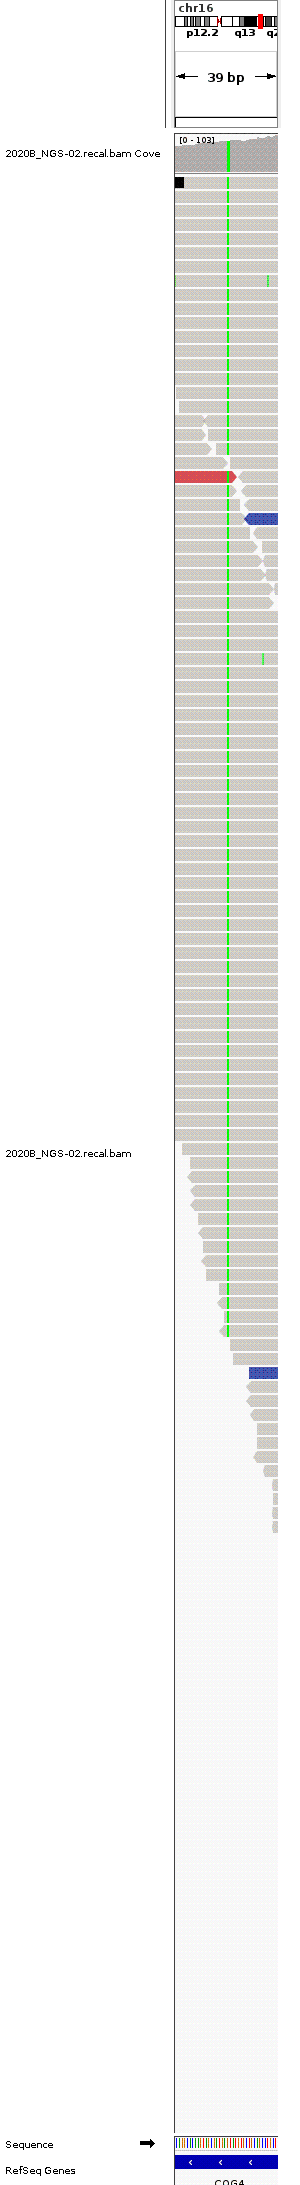 chr16
p12.2 q13 q2
39 bp
[0 - 103]
2020B_NGS-02.recal.bam Cove
2020B_NGS-02.recal.bam
Sequence
RefSeq Genes
COG4